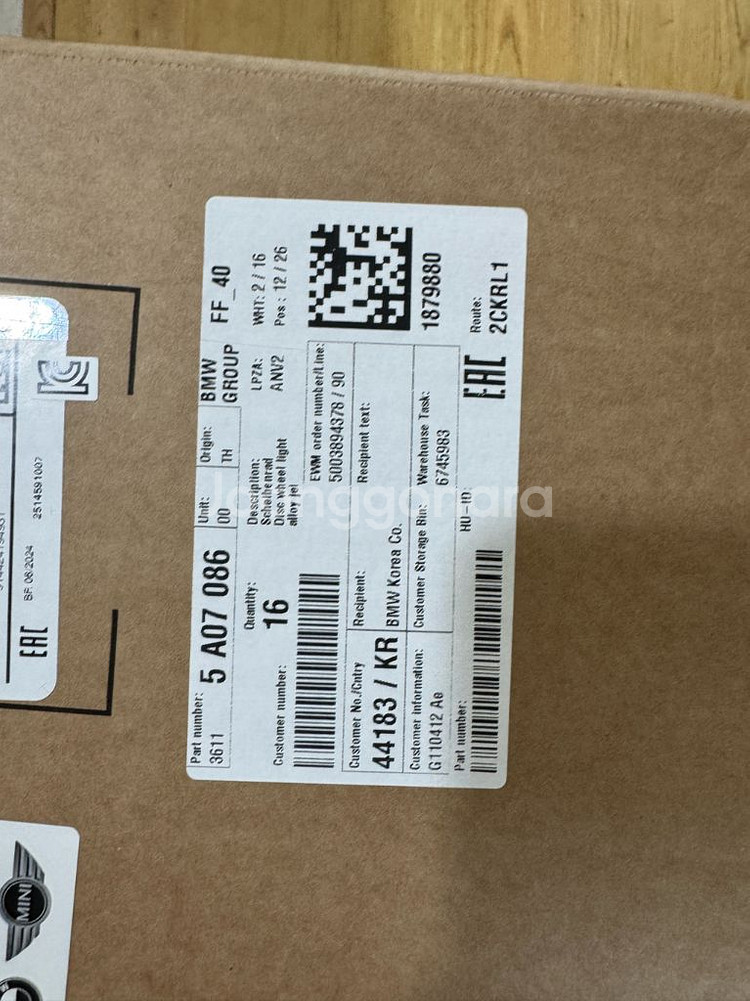 Part number:
3611
5 A07 086
Unit:
00
Origin:
TH
BMW
GROUP
FF_40
Quantity:
16
Description:
Scheibenrad
Disc wheel light
alloy jet
LPZA:
ANV2
WHT: 2 / 16
Pos: 12 / 26
Customer number:
EWM order number/Line:
5003894378 / 90
1879880
Customer No./Cntry
44183 / KR
Recipient:
BMW Korea Co.
Recipient text:
Customer information:
G110412 Ae
Customer Storage Bin:
Warehouse Task:
6745983
Part number:
HU-ID:
EAC
Route:
2CKRL1
EAC
BF: 08/2024
2514591007
MINI
joonggonara